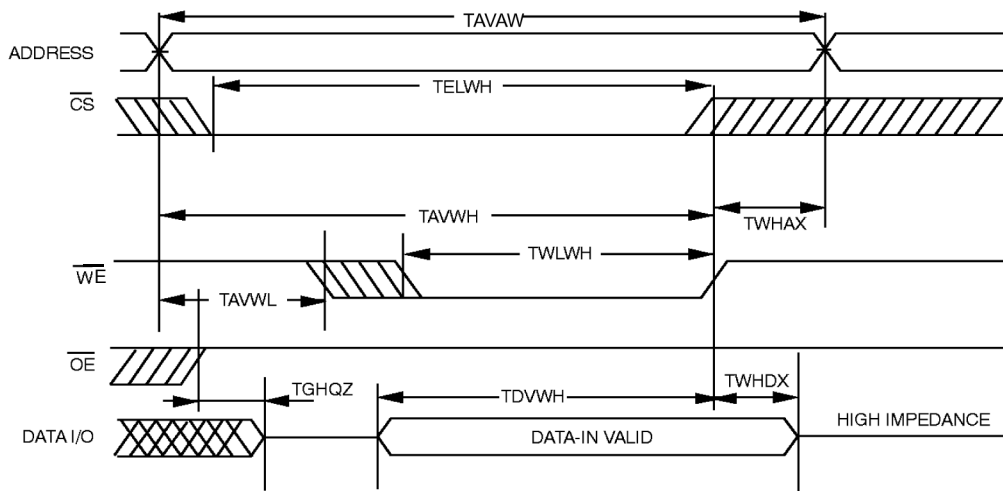 TAVAW
ADDRESS
TELWH
CS
TAVWH
TWHAX
TWLWH
WE
TAVWL
OE
TGHQZ
TDVWH
TWHDX
HIGH IMPEDANCE
DATA I/O
DATA-IN VALID